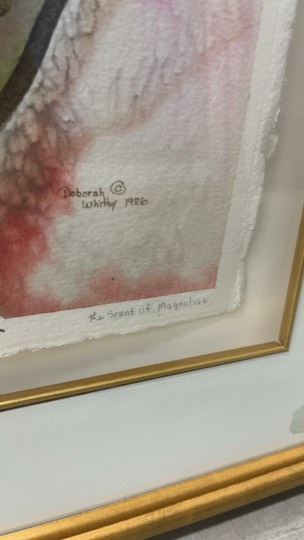 Deborah ©
Whitby 1986
The Scent of Magnolias